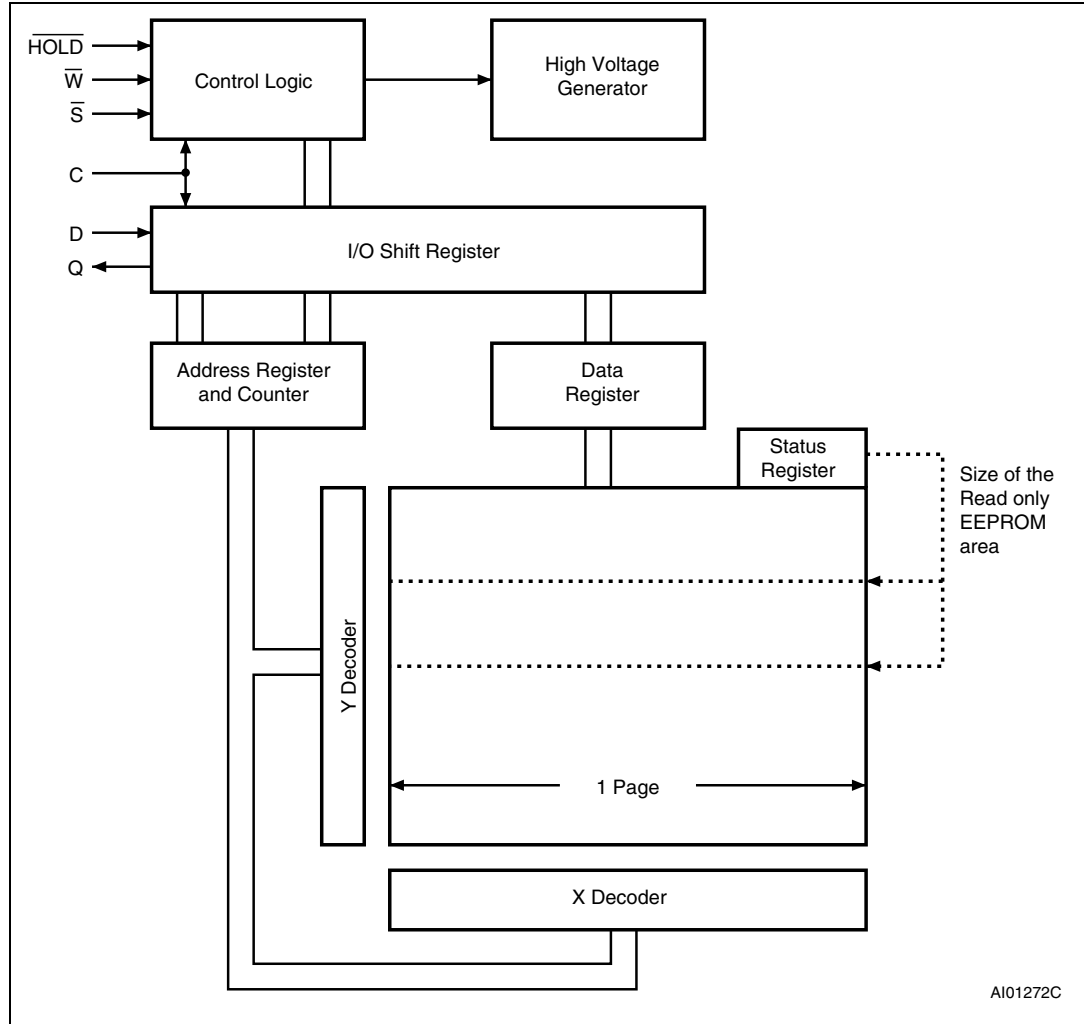 H̅O̅L̅D̅
W̅
S̅
C
D
Q
Control Logic
High Voltage
Generator
I/O Shift Register
Address Register
and Counter
Data
Register
Status
Register
Size of the
Read only
EEPROM
area
Y Decoder
1 Page
X Decoder
AI01272C